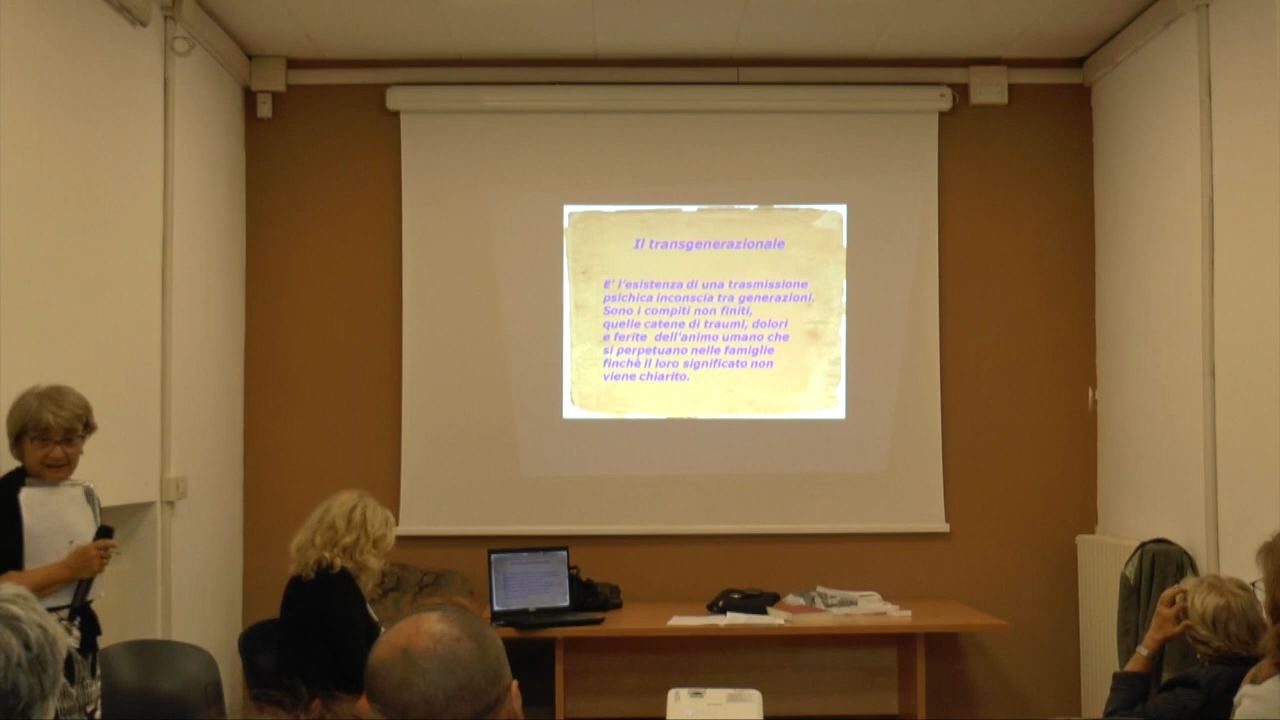 Il transgenerazionale
E' l'esistenza di una trasmissione
psichica inconscia tra generazioni.
Sono i compiti non finiti,
quelle catene di traumi, dolori
e ferite dell'animo umano che
si perpetuano nelle famiglie
finchè il loro significato non
viene chiarito.